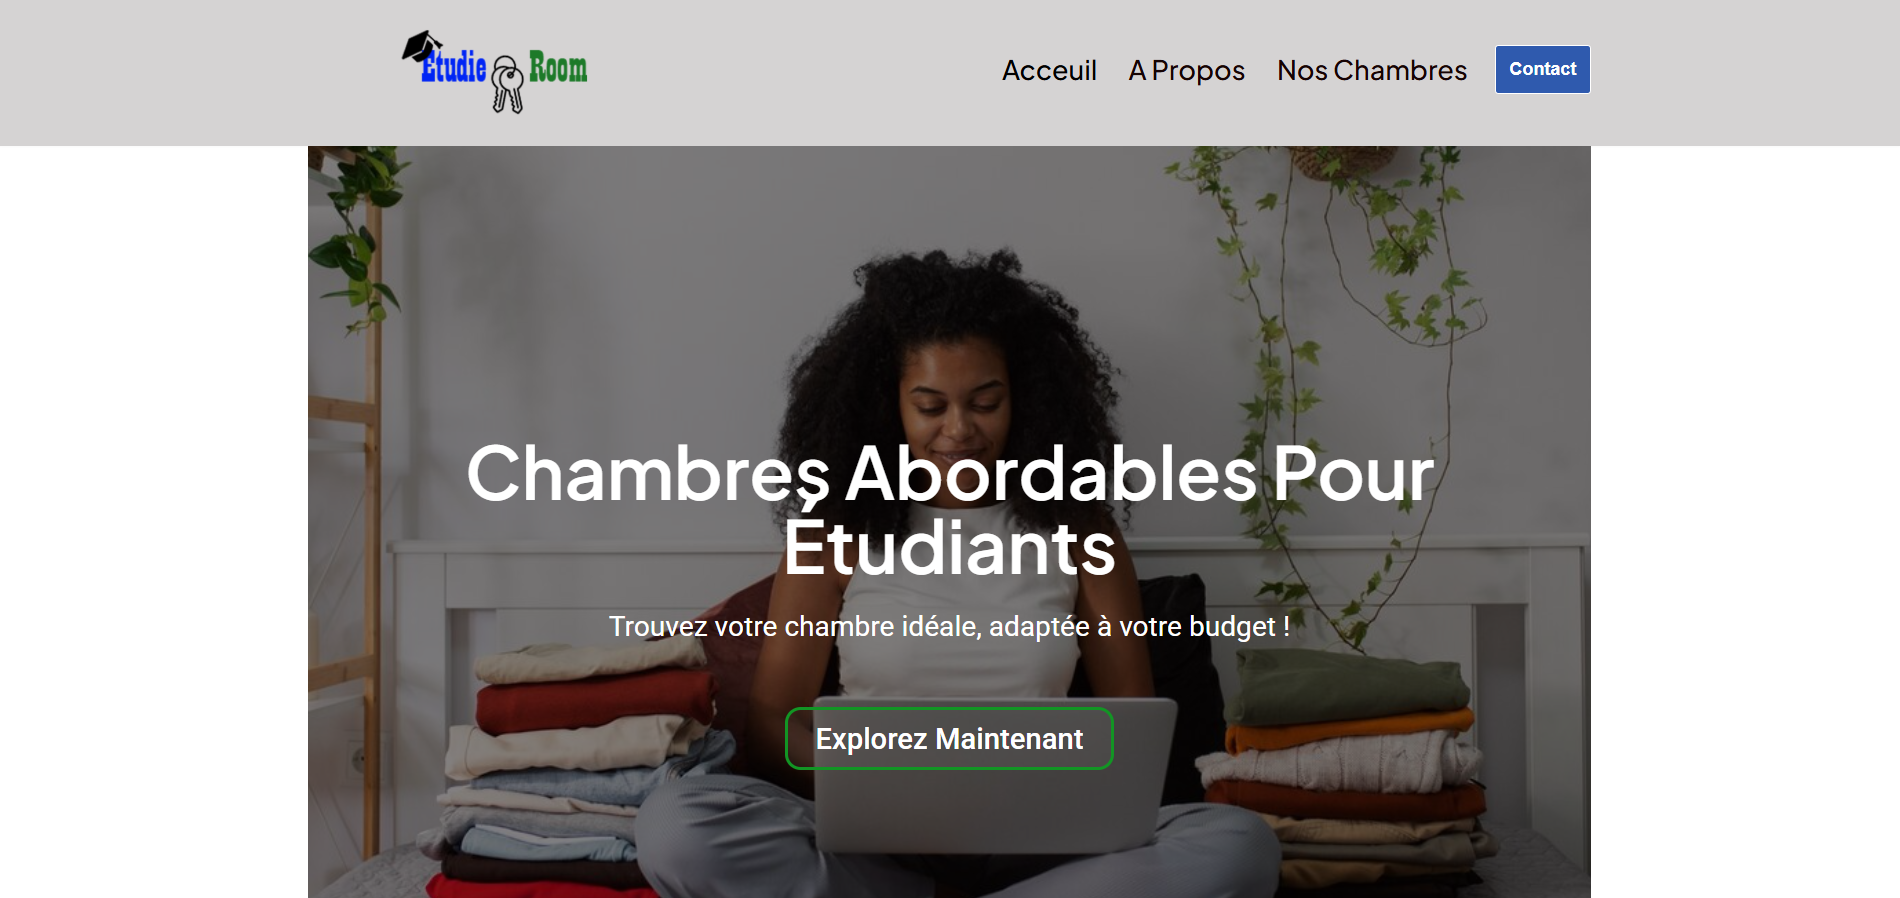 Etudie Room
Acceuil
A Propos
Nos Chambres
Contact
Chambres Abordables Pour
Étudiants
Trouvez votre chambre idéale, adaptée à votre budget !
Explorez Maintenant